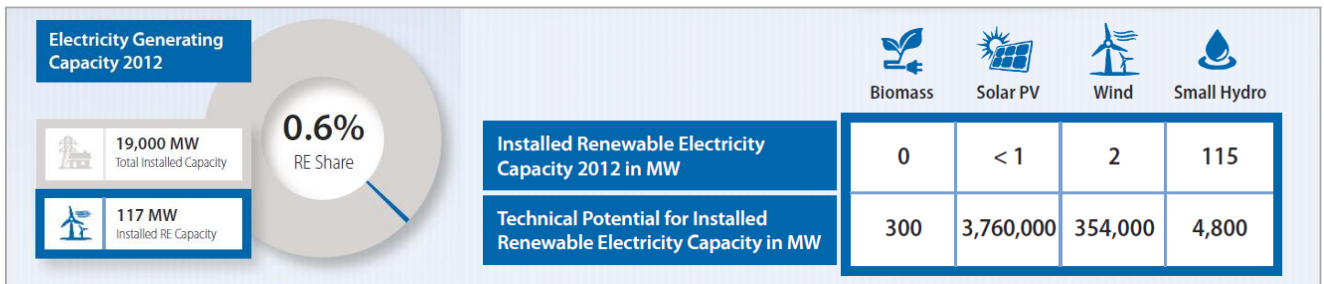 Electricity Generating
Capacity 2012
19,000 MW
Total Installed Capacity
117 MW
Installed RE Capacity
0.6%
RE Share
Biomass Solar PV Wind Small Hydro
Installed Renewable Electricity
Capacity 2012 in MW
0 < 1 2 115
Technical Potential for Installed
Renewable Electricity Capacity in MW
300 3,760,000 354,000 4,800